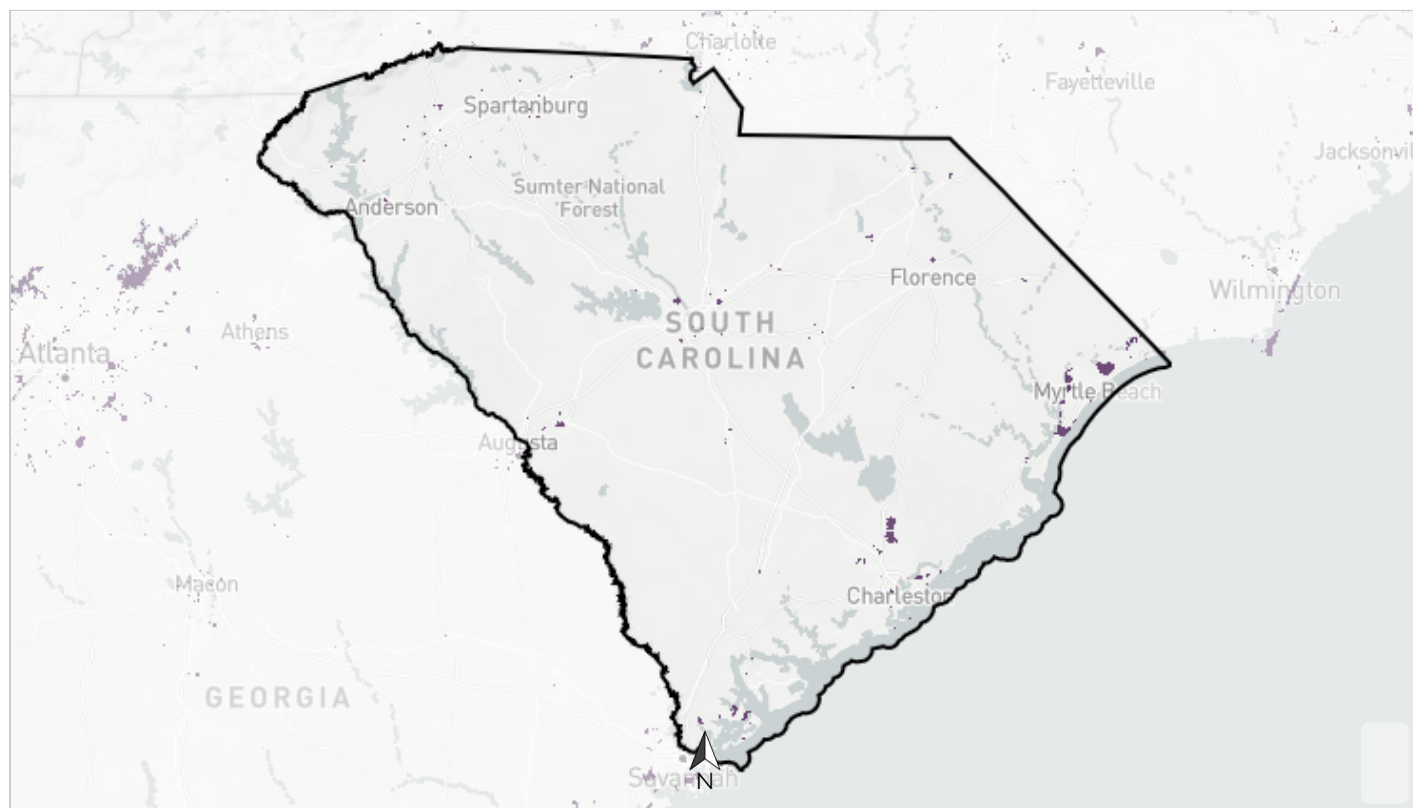 Charlotte
Fayetteville
Spartanburg
Jacksonvil
Sumter National
Forest
Anderson
Florence
Wilmington
SOUTH
CAROLINA
Athens
Atlanta
Myrtle Beach
Augusta
Macon
Charleston
GEORGIA
Savannah
N